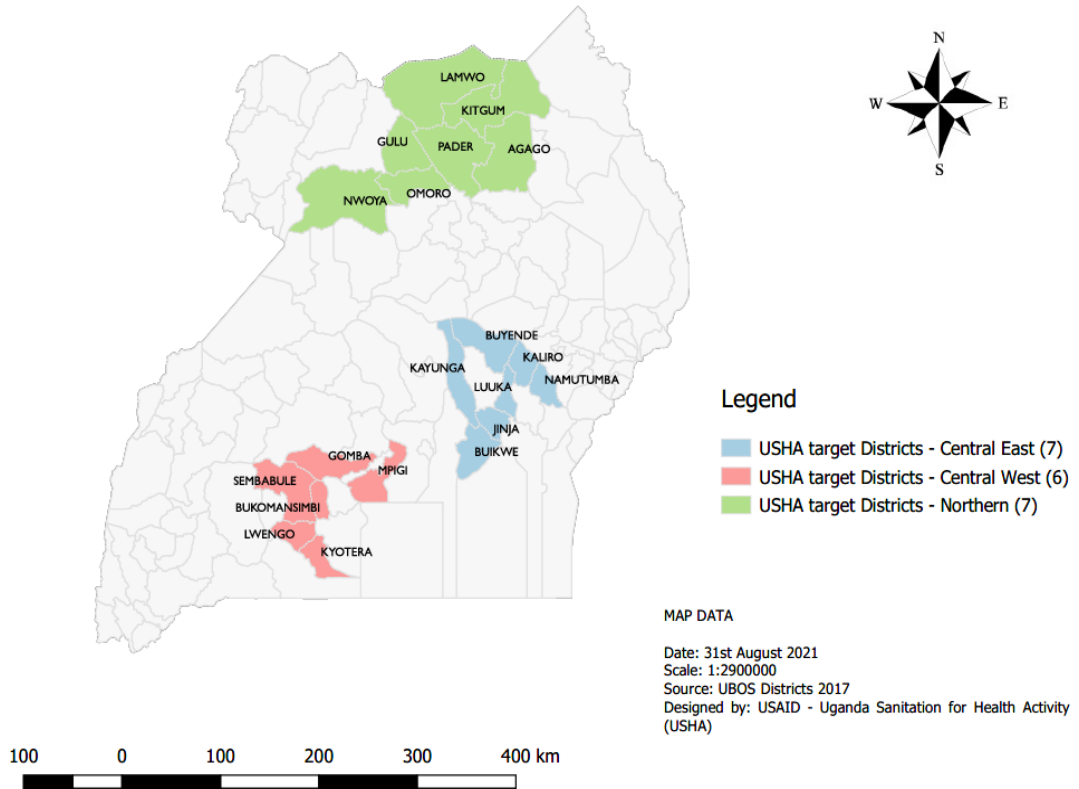 N
W E
S
LAMWO
KITGUM
GULU
PADER
AGAGO
OMORO
NWOYA
BUYENDE
KALIRO
KAYUNGA
NAMUTUMBA
LUUKA
JINJA
BUIKWE
GOMBA
MPIGI
SEMBABULE
BUKOMANSIMBI
LWENGO
KYOTERA
Legend
USHA target Districts - Central East (7)
USHA target Districts - Central West (6)
USHA target Districts - Northern (7)
MAP DATA
Date: 31st August 2021
Scale: 1:2900000
Source: UBOS Districts 2017
Designed by: USAID - Uganda Sanitation for Health Activity
(USHA)
100 0 100 200 300 400 km